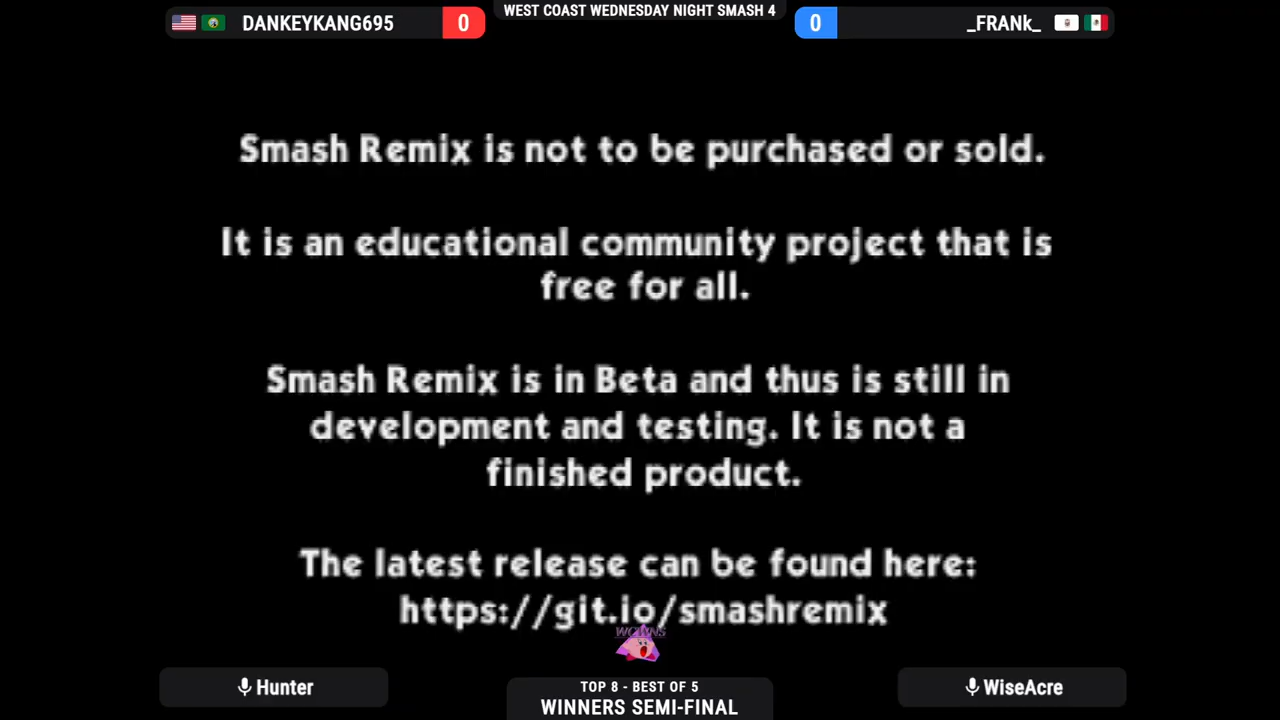 DANKEYKANG695
0
WEST COAST WEDNESDAY NIGHT SMASH 4
0
_FRANk_
Smash Remix is not to be purchased or sold.
It is an educational community project that is
free for all.
Smash Remix is in Beta and thus is still in
development and testing. It is not a
finished product.
The latest release can be found here:
https://git.io/smashremix
WCWNS
Hunter
TOP 8 - BEST OF 5
WINNERS SEMI-FINAL
WiseAcre